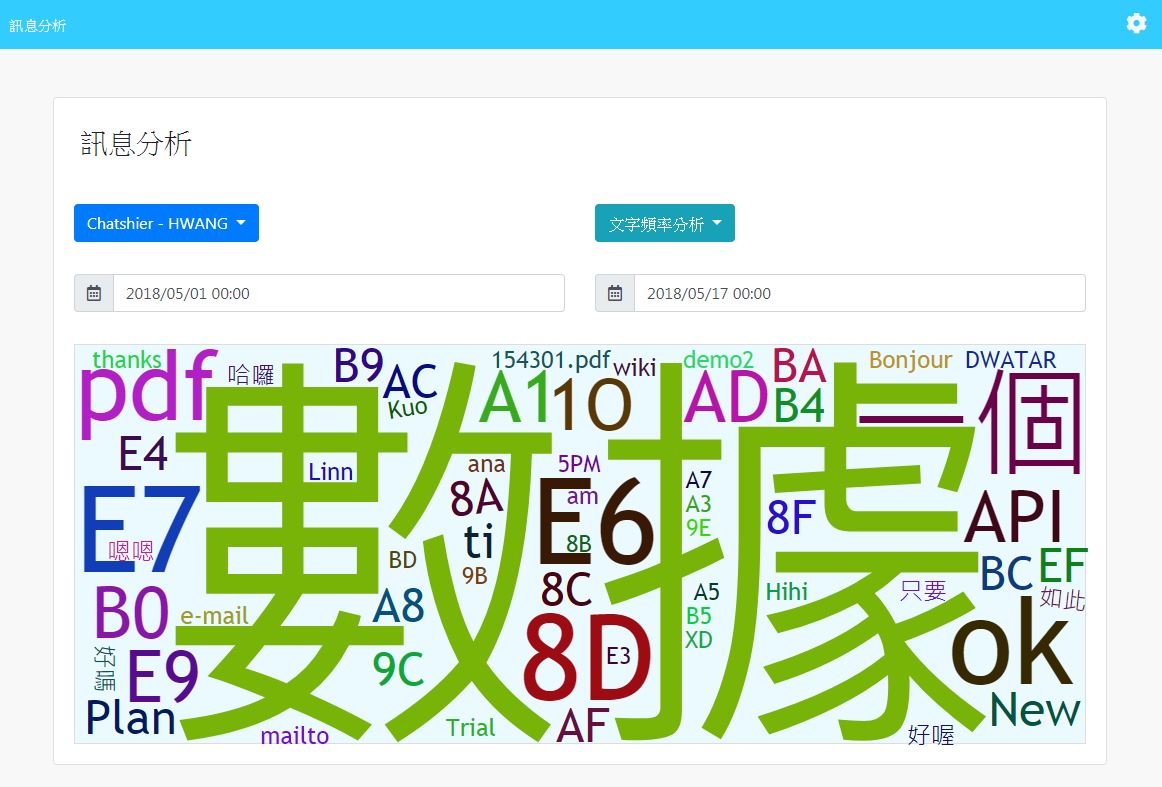 訊息分析
訊息分析
Chatshier - HWANG
文字頻率分析
2018/05/01 00:00
2018/05/17 00:00
thanks
pdf
哈囉
B9
AC
Kuo
A1
154301.pdf
10
wiki
demo2
AD
BA
B4
Bonjour
DWATAR
一個
E4
Linn
數據
ana
8A
5PM
am
E6
A7
A3
9E
8F
API
E7
嗯嗯
BD
ti
9B
8B
8C
A5
B5
XD
Hihi
只要
BC
EF
如此
B0
e-mail
A8
好嗎
E9
9C
8D
E3
ok
Plan
mailto
Trial
AF
好喔
New